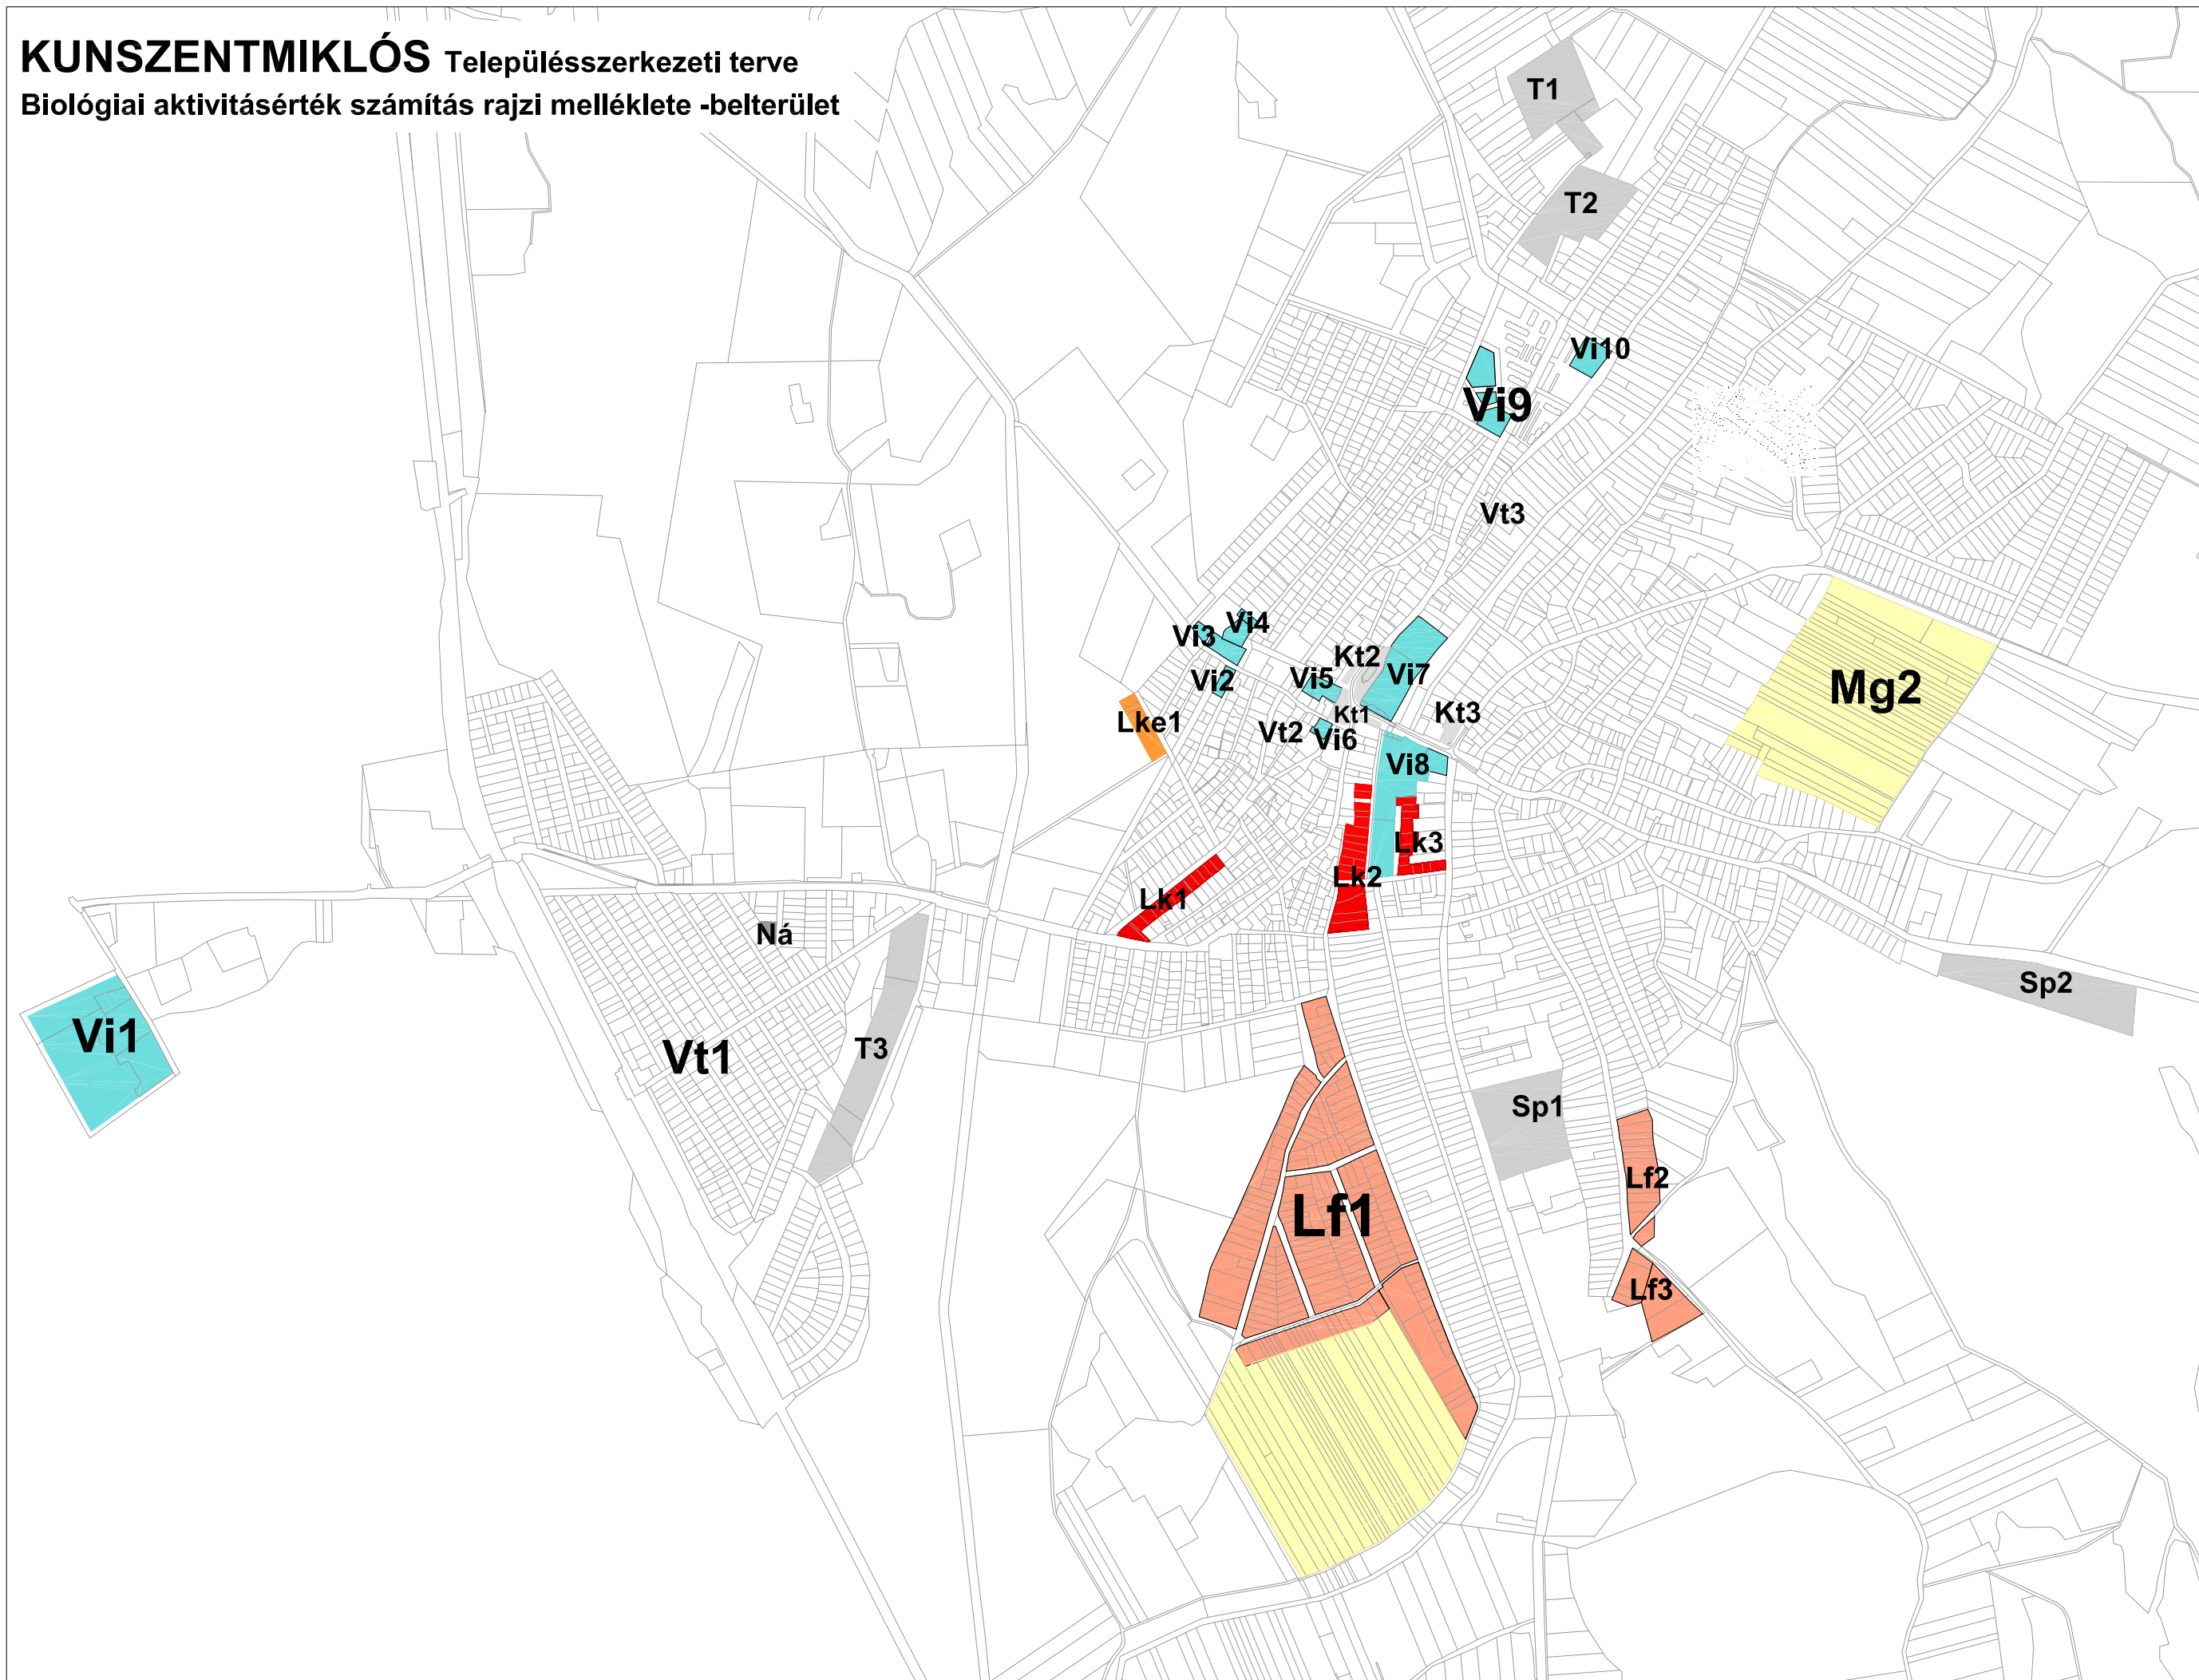 KUNSZENTMIKLÓS Településszerkezeti terve
Biológiai aktivitásérték számítás rajzi melléklete -belterület
T1
T2
Vi10
Vi9
Vt3
Vi4
Vi3
Kt2
Vi7
Vi5
Vi2
Mg2
Kt1
Kt3
Lke1
Vt2
Vi6
Vi8
Lk3
Lk2
Lk1
Ná
Sp2
Vi1
T3
Vt1
Sp1
Lf2
Lf1
Lf3